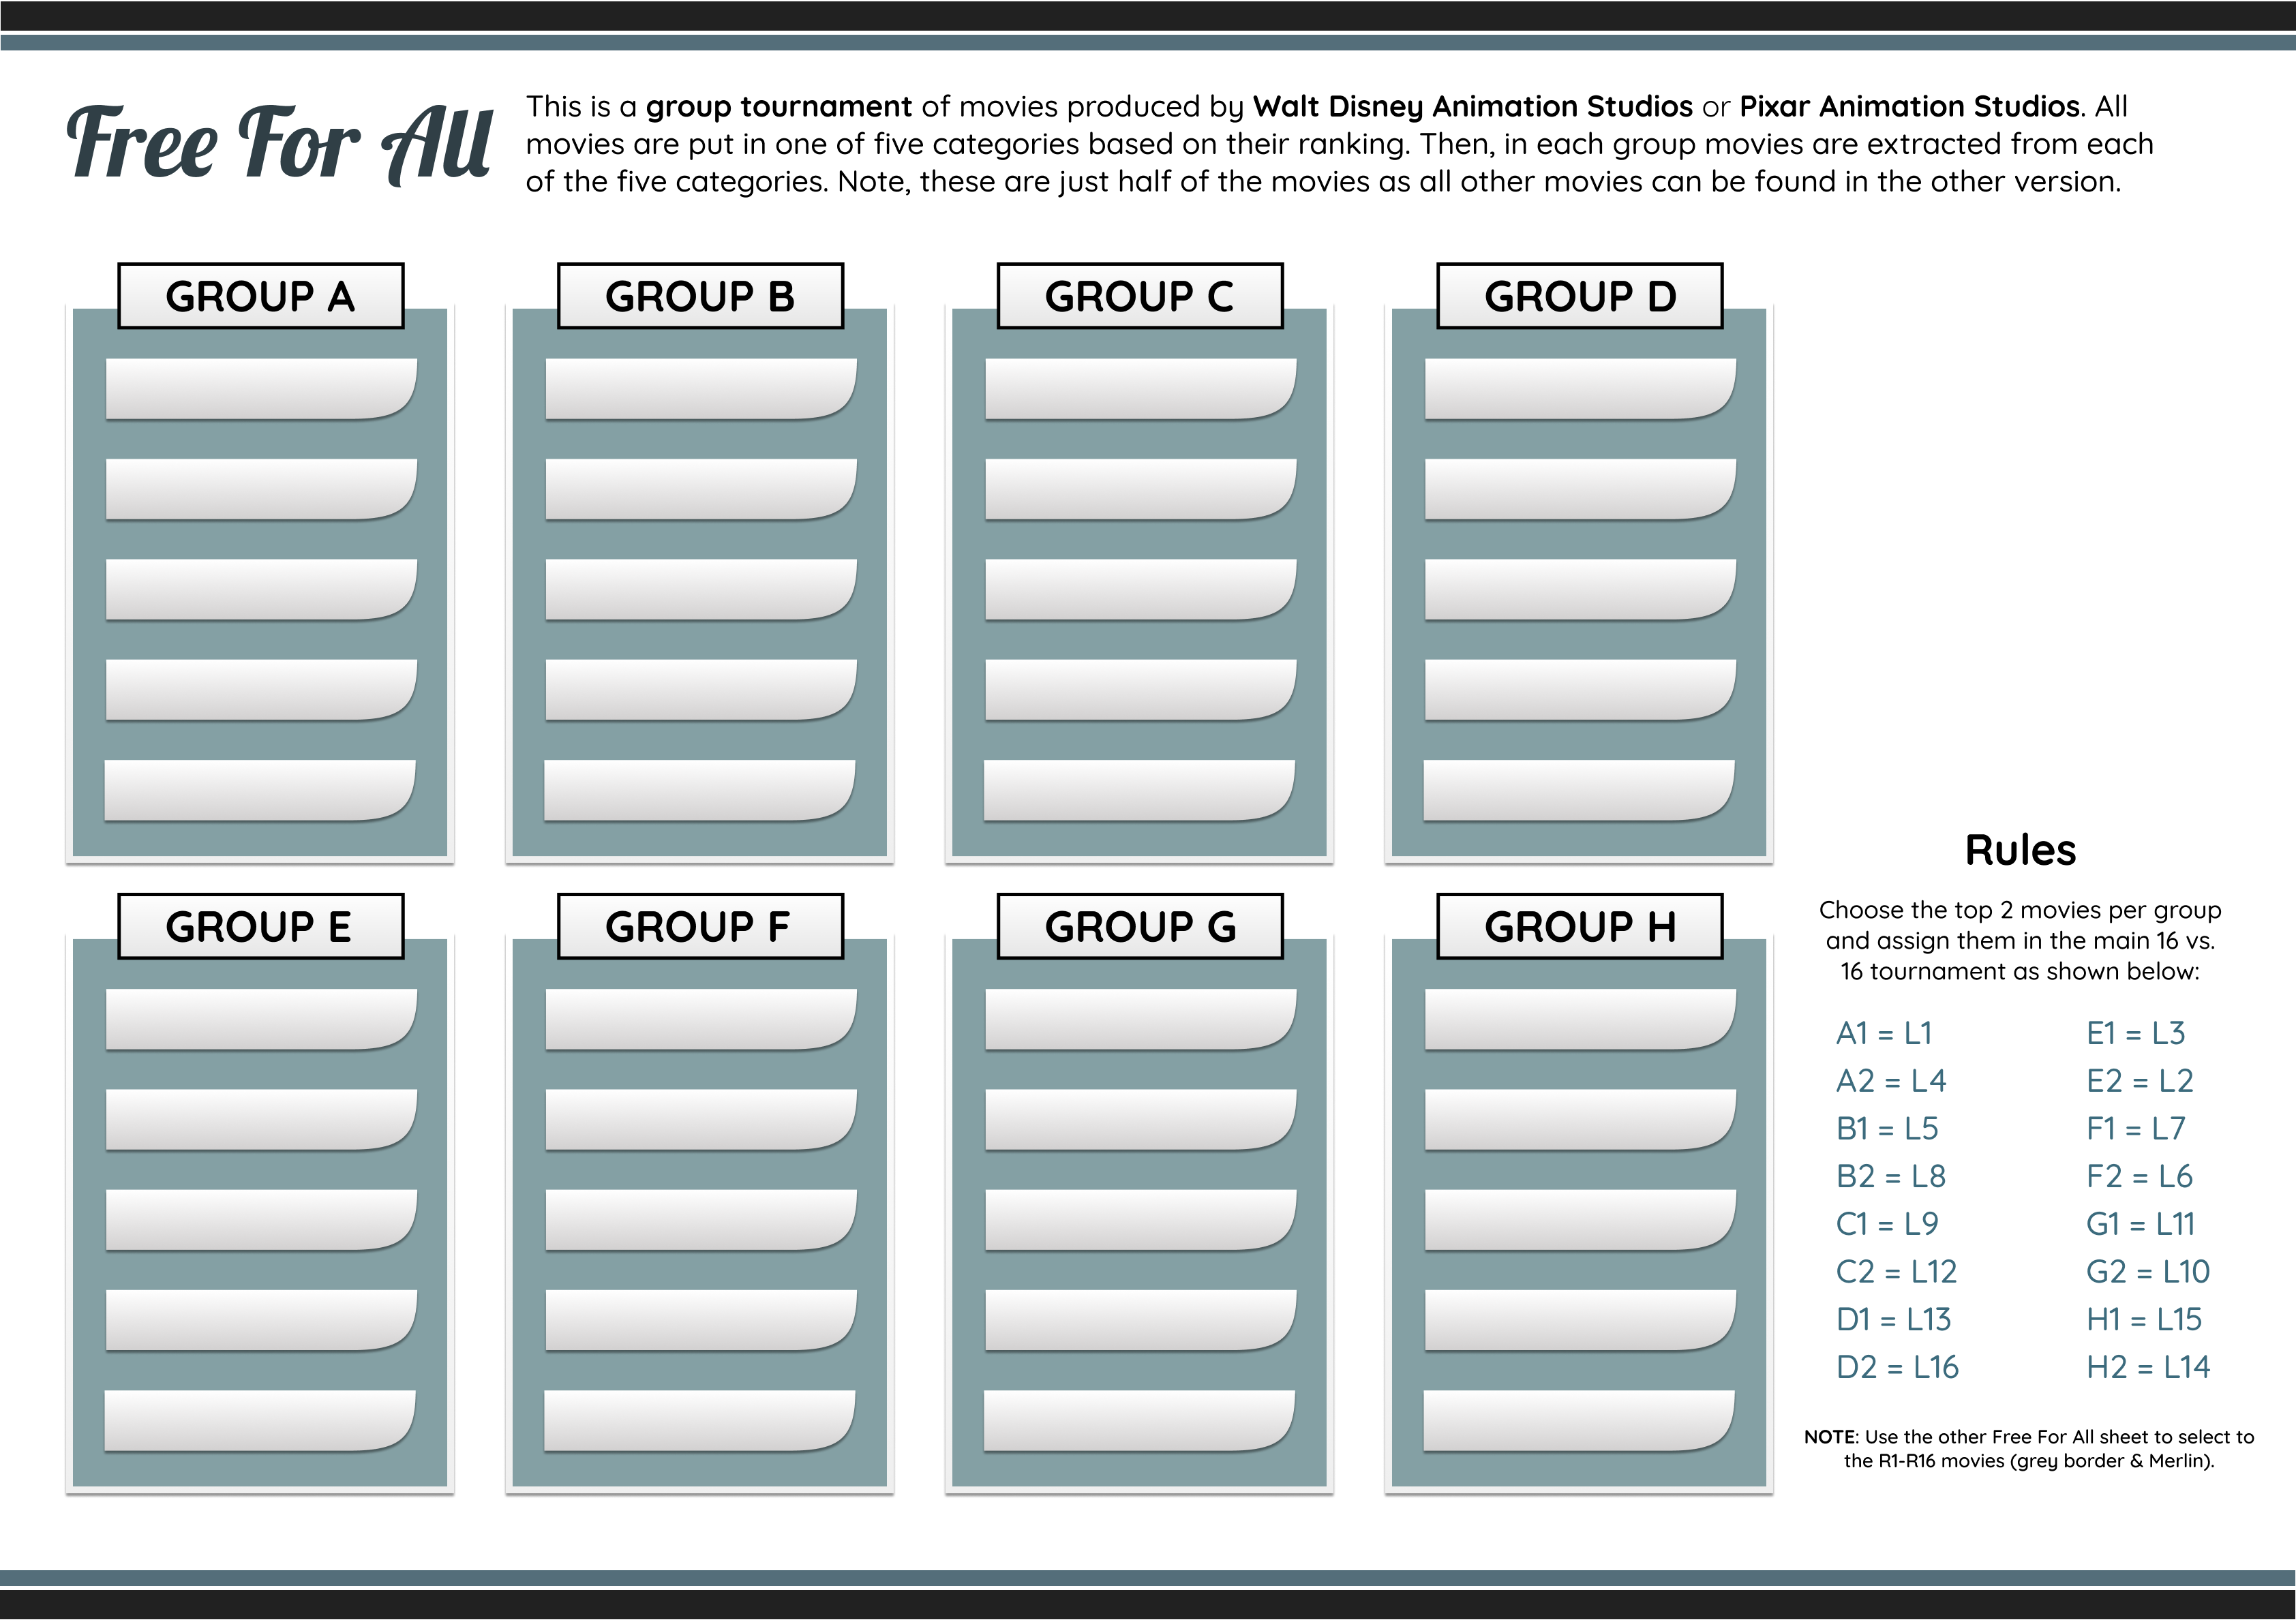 Free For All
This is a group tournament of movies produced by Walt Disney Animation Studios or Pixar Animation Studios. All
movies are put in one of five categories based on their ranking. Then, in each group movies are extracted from each
of the five categories. Note, these are just half of the movies as all other movies can be found in the other version.
GROUP A
GROUP B
GROUP C
GROUP D
GROUP E
GROUP F
GROUP G
GROUP H
Rules
Choose the top 2 movies per group
and assign them in the main 16 vs.
16 tournament as shown below:
A1 = L1
A2 = L4
B1 = L5
B2 = L8
C1 = L9
C2 = L12
D1 = L13
D2 = L16
E1 = L3
E2 = L2
F1 = L7
F2 = L6
G1 = L11
G2 = L10
H1 = L15
H2 = L14
NOTE: Use the other Free For All sheet to select to
the R1-R16 movies (grey border & Merlin).